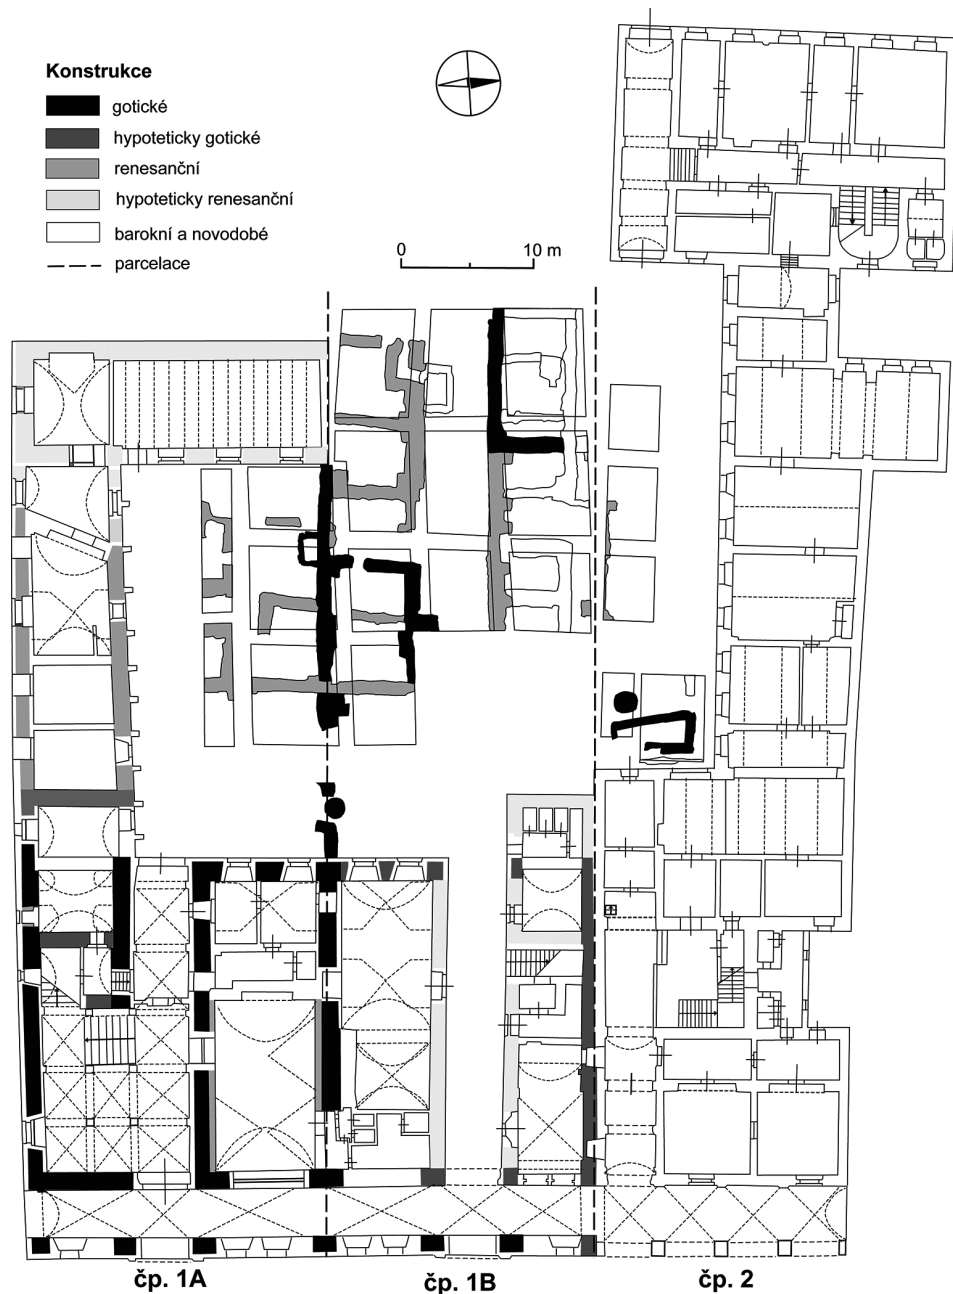 Konstrukce
gotické
hypoteticky gotické
renesanční
hypoteticky renesanční
barokní a novodobé
parcelace
0 10 m
čp. 1A čp. 1B čp. 2